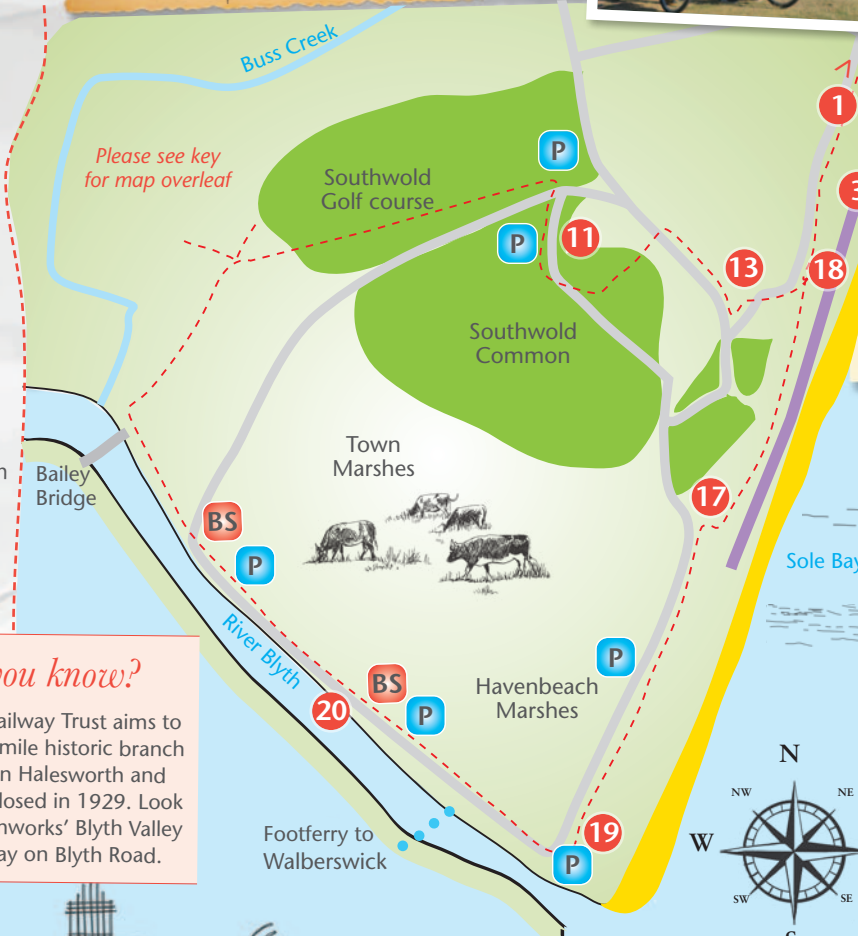 Buss Creek
Please see key
for map overleaf
Southwold
Golf course
P
P
11
1
3
13
18
Southwold
Common
Town
Marshes
Bailey
Bridge
BS
P
17
Sole Bay
River Blyth
20
BS
P
P
Havenbeach
Marshes
19
P
Footferry to
Walberswick
you know?
ailway Trust aims to
mile historic branch
n Halesworth and
losed in 1929. Look
works’ Blyth Valley
ay on Blyth Road.
N
NW
NE
W
SW
SE